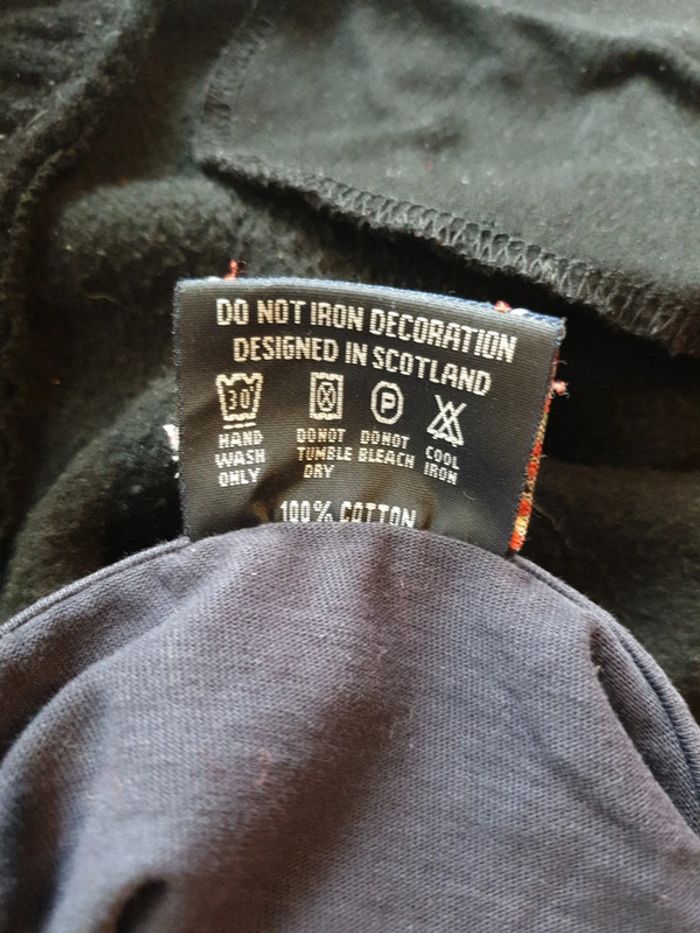 DO NOT IRON DECORATION
DESIGNED IN SCOTLAND
30° P
HAND WASH ONLY
DO NOT TUMBLE DRY
DO NOT BLEACH
COOL IRON
100% COTTON